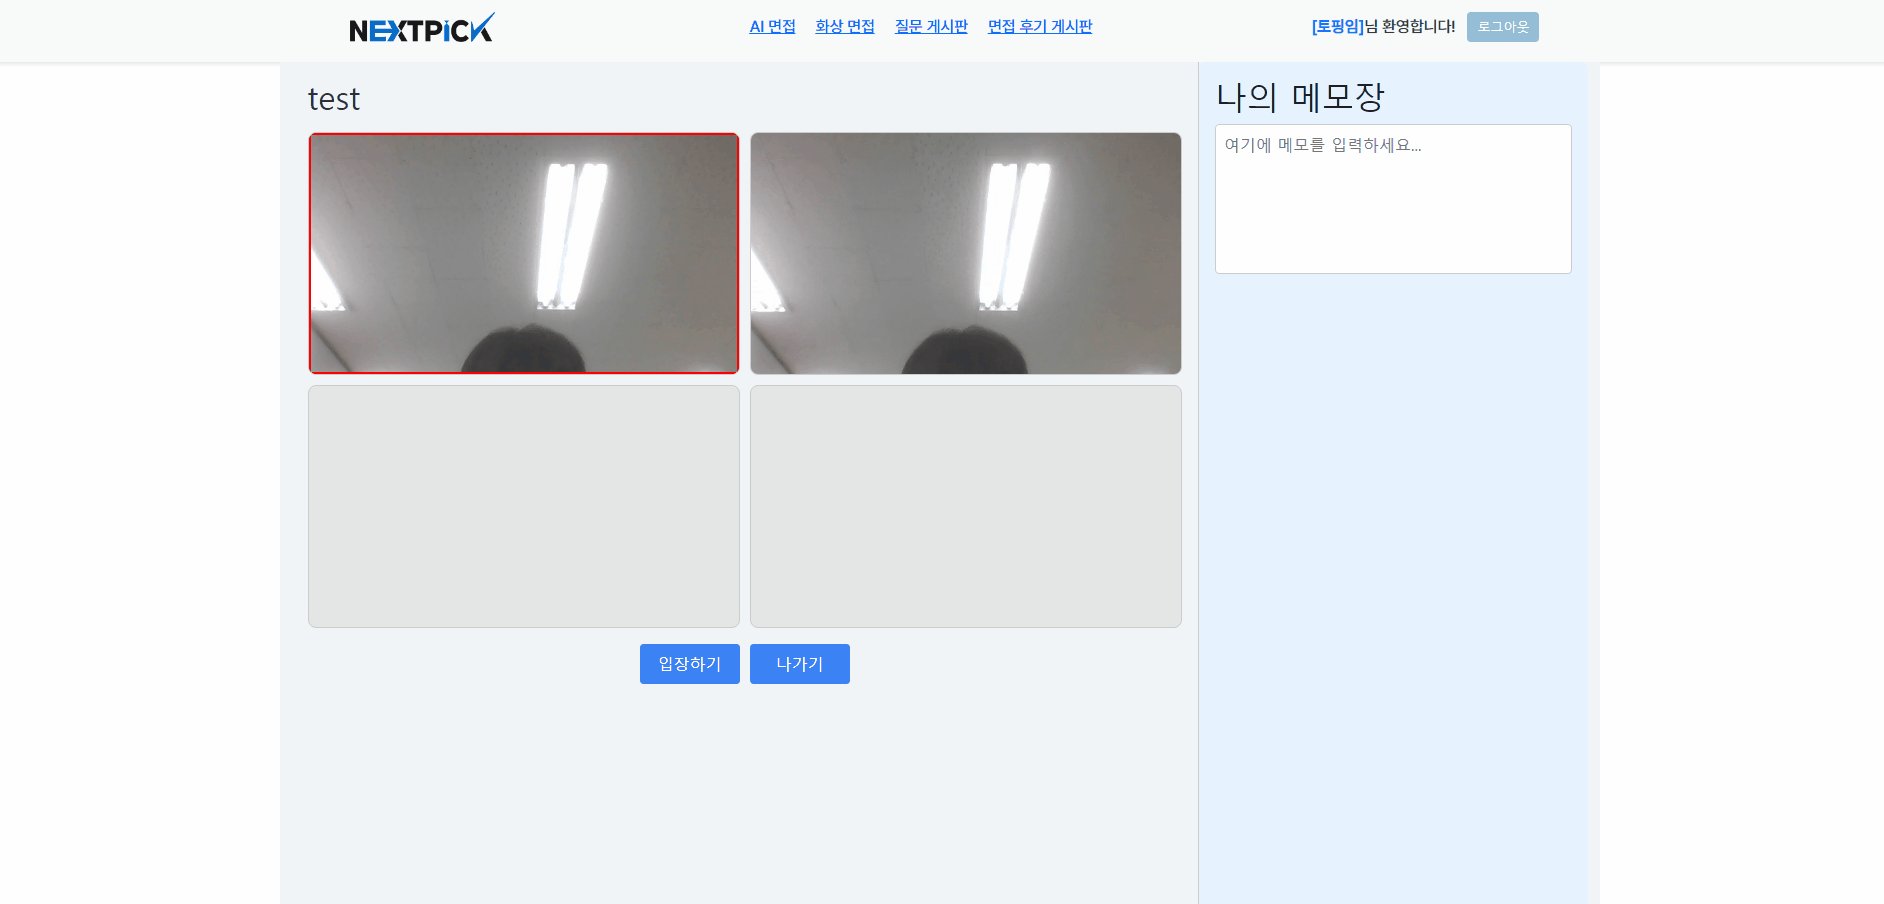 NEXTPICK
AI 면접 화상 면접 질문 게시판 면접 후기 게시판
[토핑임]님 환영합니다! 로그아웃
test
나의 메모장
여기에 메모를 입력하세요...
입장하기 나가기